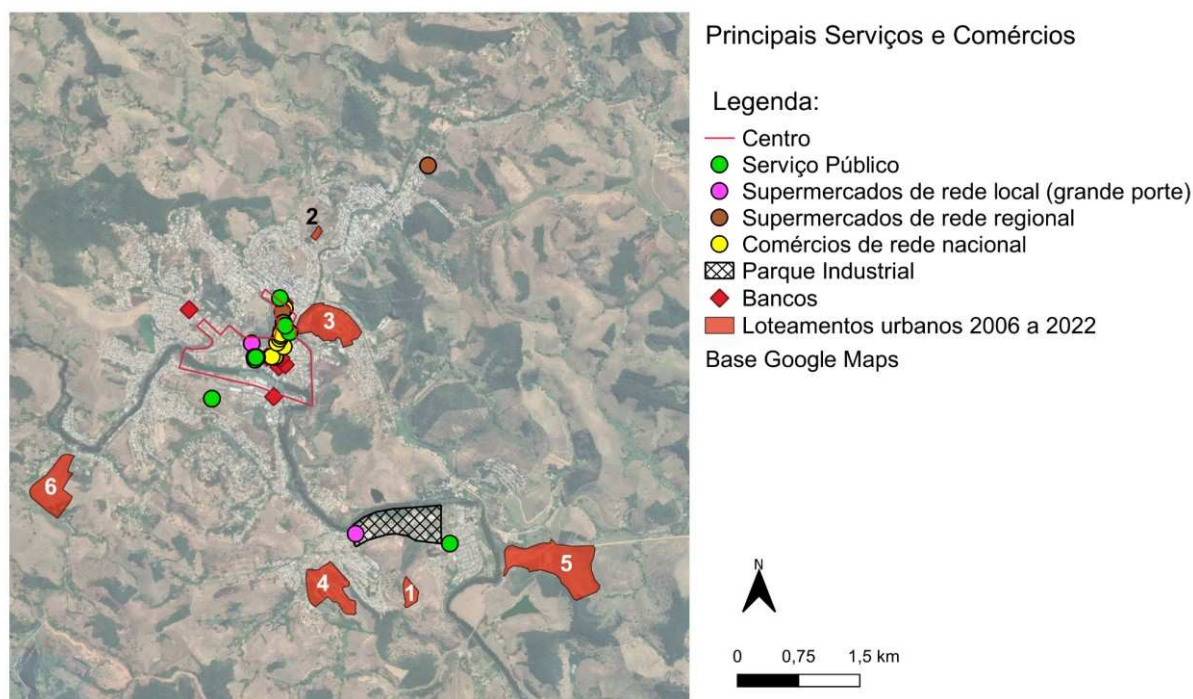 Principais Serviços e Comércios
Legenda:
Centro
Serviço Público
Supermercados de rede local (grande porte)
Supermercados de rede regional
Comércios de rede nacional
Parque Industrial
Bancos
Loteamentos urbanos 2006 a 2022
Base Google Maps
2
3
6
5
4
1
N
0 0,75 1,5 km